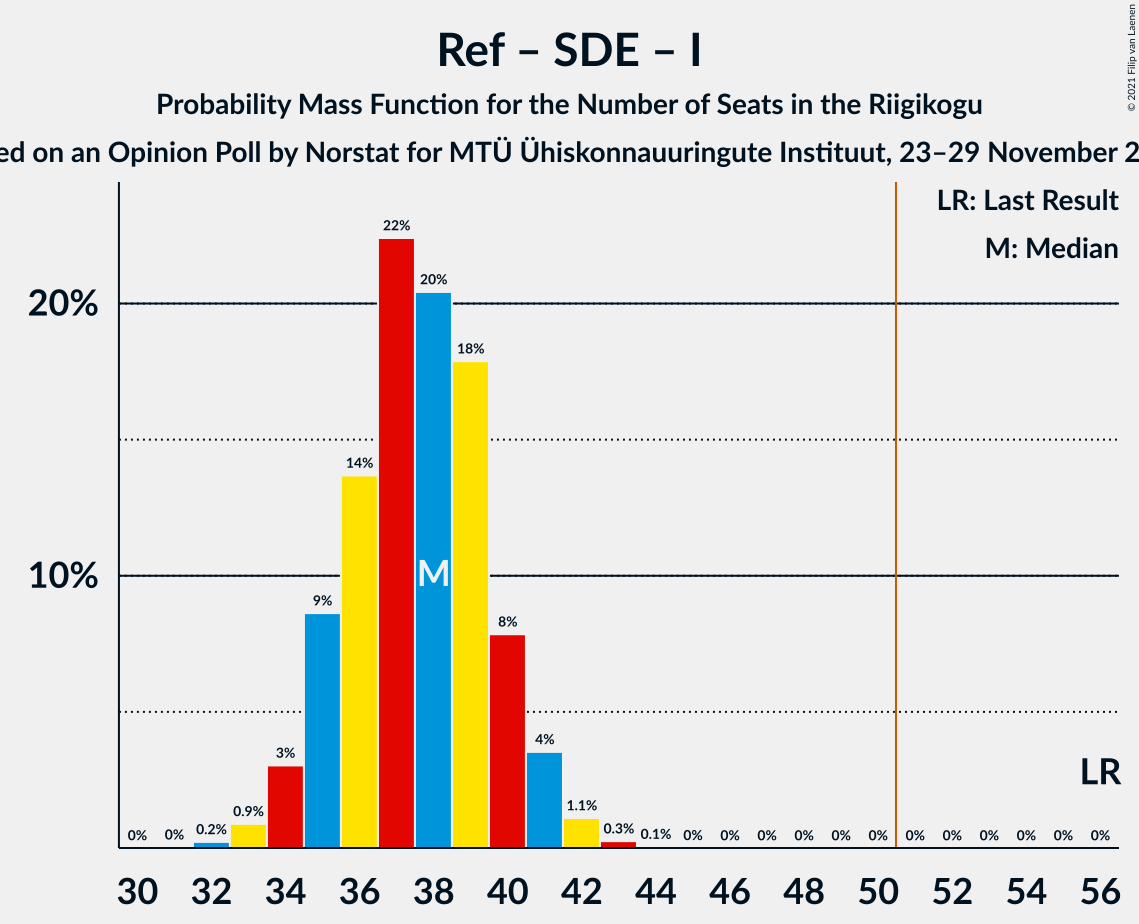 Ref – SDE – I
Probability Mass Function for the Number of Seats in the Riigikogu
ed on an Opinion Poll by Norstat for MTÜ Ühiskonnauuringute Instituut, 23–29 November 2
© 2021 Filip van Laenen
LR: Last Result
M: Median
20%
10%
0% 0% 0.2% 0.9% 3% 9% 14% 22% 20% 18% 8% 4% 1.1% 0.3% 0.1% 0% 0% 0% 0% 0% 0% 0% 0% 0% 0% 0% 0%
M
LR
30 32 34 36 38 40 42 44 46 48 50 52 54 56